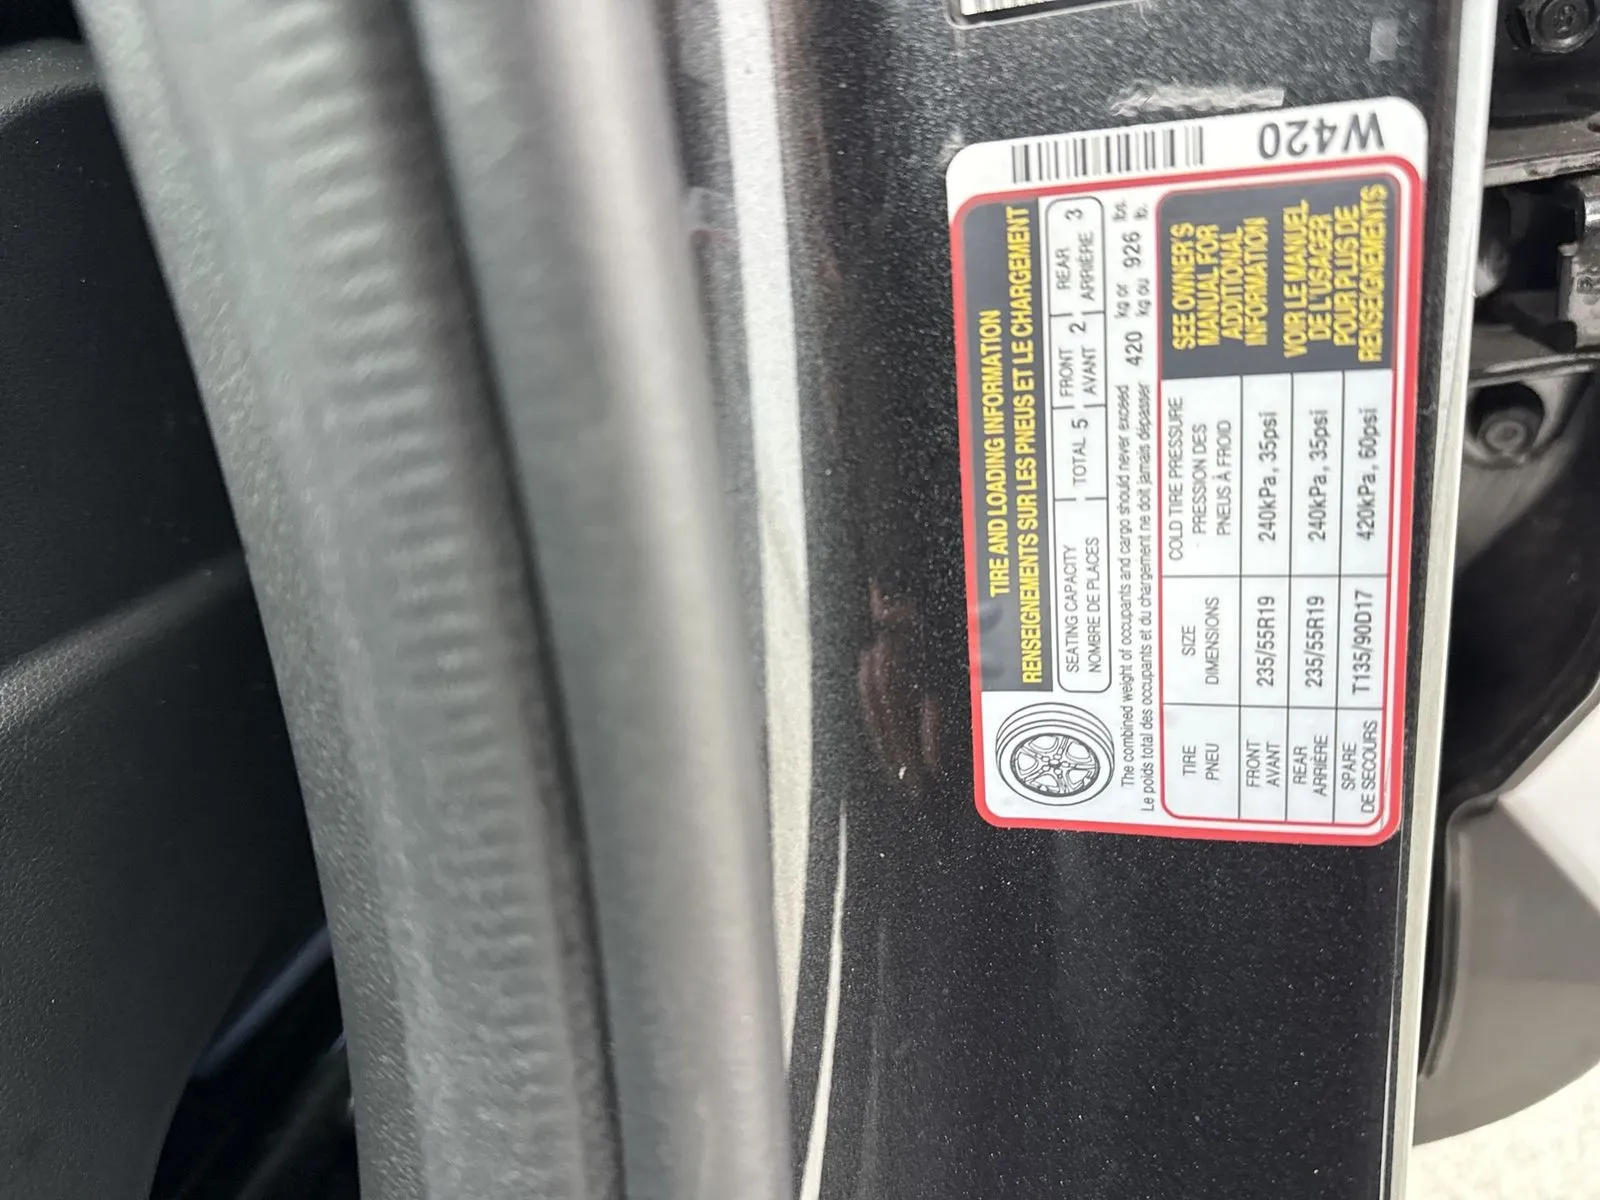 W420
TIRE AND LOADING INFORMATION
RENSEIGNEMENTS SUR LES PNEUS ET LE CHARGEMENT
SEATING CAPACITY
NOMBRE DE PLACES
TOTAL 5
FRONT
AVANT 2
REAR
ARRIÈRE 3
The combined weight of occupants and cargo should never exceed 420 kg or 926 lbs.
Le poids total des occupants et du chargement ne doit jamais dépasser kg ou lb.
TIRE
PNEU
SIZE
DIMENSIONS
COLD TIRE PRESSURE
PRESSION DES
PNEUS À FROID
FRONT
AVANT
235/55R19
240kPa, 35psi
REAR
ARRIÈRE
235/55R19
240kPa, 35psi
SPARE
DE SECOURS
T135/90D17
420kPa, 60psi
SEE OWNER'S
MANUAL FOR
ADDITIONAL
INFORMATION
VOIR LE MANUEL
DE L'USAGER
POUR PLUS DE
RENSEIGNEMENTS